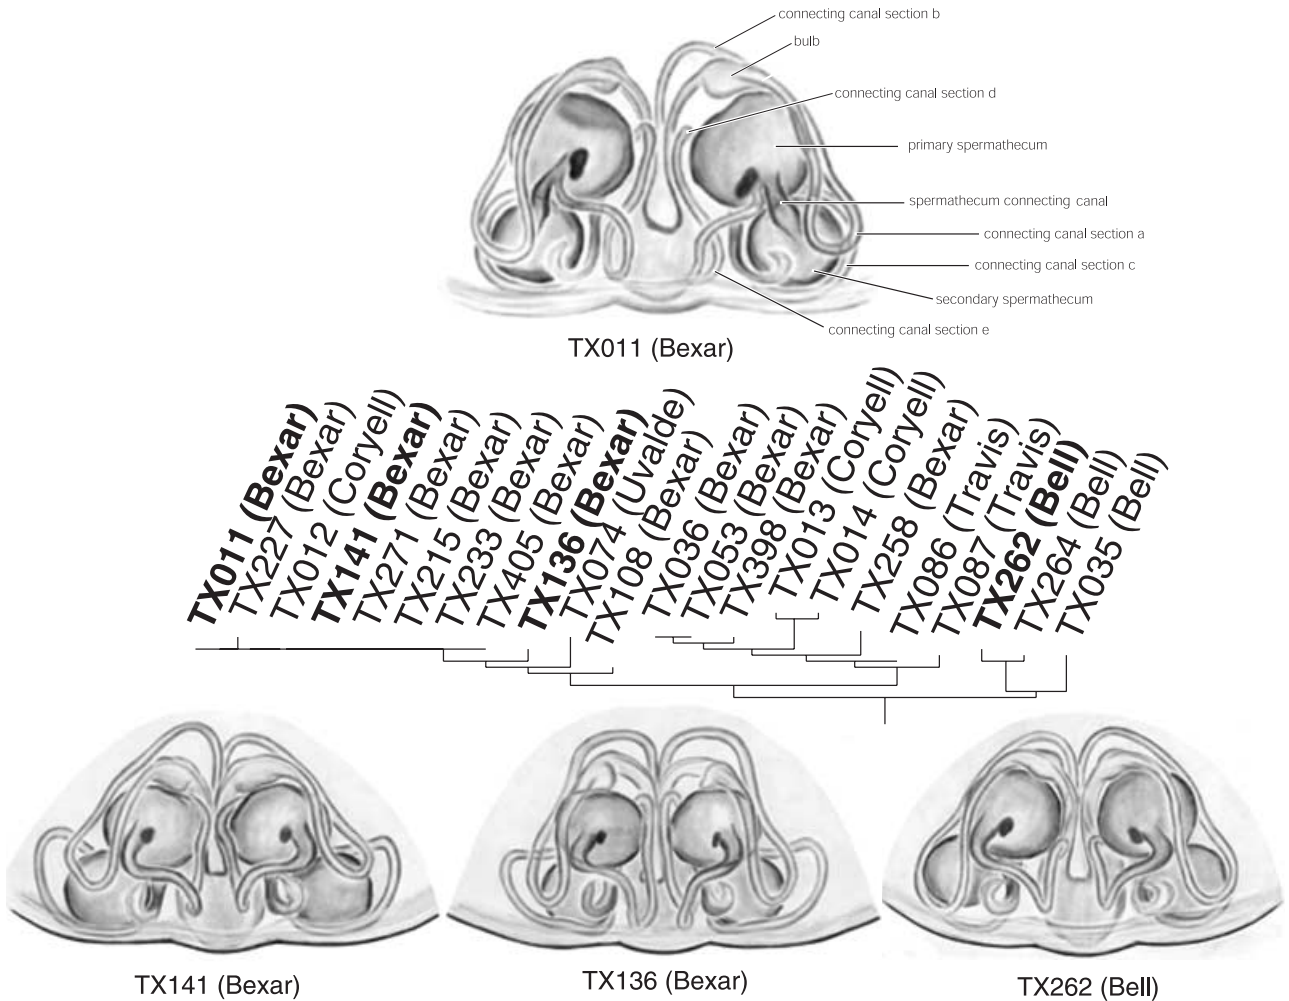 connecting canal section b
bulb
connecting canal section d
primary spermathecum
spermathecum connecting canal
connecting canal section a
connecting canal section c
secondary spermathecum
connecting canal section e
TX011 (Bexar)
TX011 (Bexar)
TX227 (Bexar)
TX012 (Coryell)
TX141 (Bexar)
TX271 (Bexar)
TX215 (Bexar)
TX233 (Bexar)
TX405 (Bexar)
TX136 (Bexar)
TX074 (Uvalde)
TX108 (Bexar)
TX036 (Bexar)
TX053 (Bexar)
TX398 (Bexar)
TX013 (Coryell)
TX014 (Coryell)
TX258 (Bexar)
TX086 (Travis)
TX087 (Travis)
TX262 (Bell)
TX264 (Bell)
TX035 (Bell)
TX141 (Bexar)
TX136 (Bexar)
TX262 (Bell)